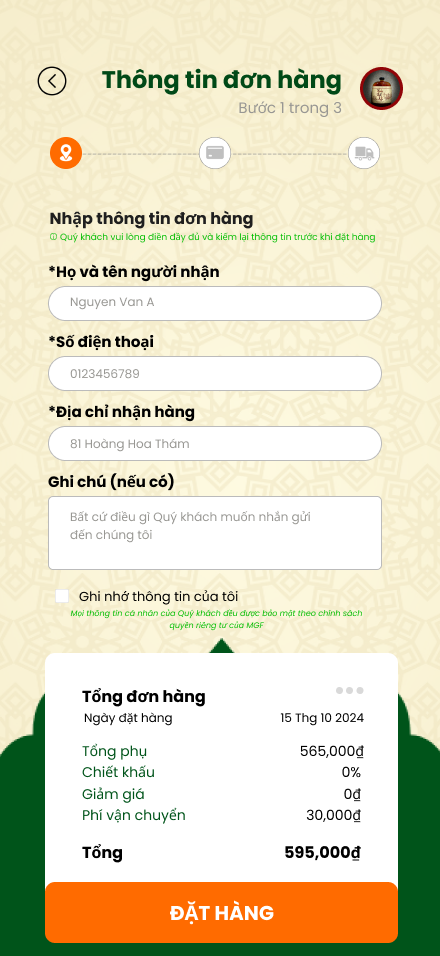 Thông tin đơn hàng
Bước 1 trong 3
Nhập thông tin đơn hàng
Quý khách vui lòng điền đầy đủ và kiểm lại thông tin trước khi đặt hàng
*Họ và tên người nhận
Nguyen Van A
*Số điện thoại
0123456789
*Địa chỉ nhận hàng
81 Hoàng Hoa Thám
Ghi chú (nếu có)
Bất cứ điều gì Quý khách muốn nhắn gửi
đến chúng tôi
Ghi nhớ thông tin của tôi
Mọi thông tin cá nhân của Quý khách đều được bảo mật theo chính sách
quyền riêng tư của MGF
Tổng đơn hàng
Ngày đặt hàng 15 Thg 10 2024
Tổng phụ 565,000₫
Chiết khấu 0%
Giảm giá 0₫
Phí vận chuyển 30,000₫
Tổng 595,000₫
ĐẶT HÀNG